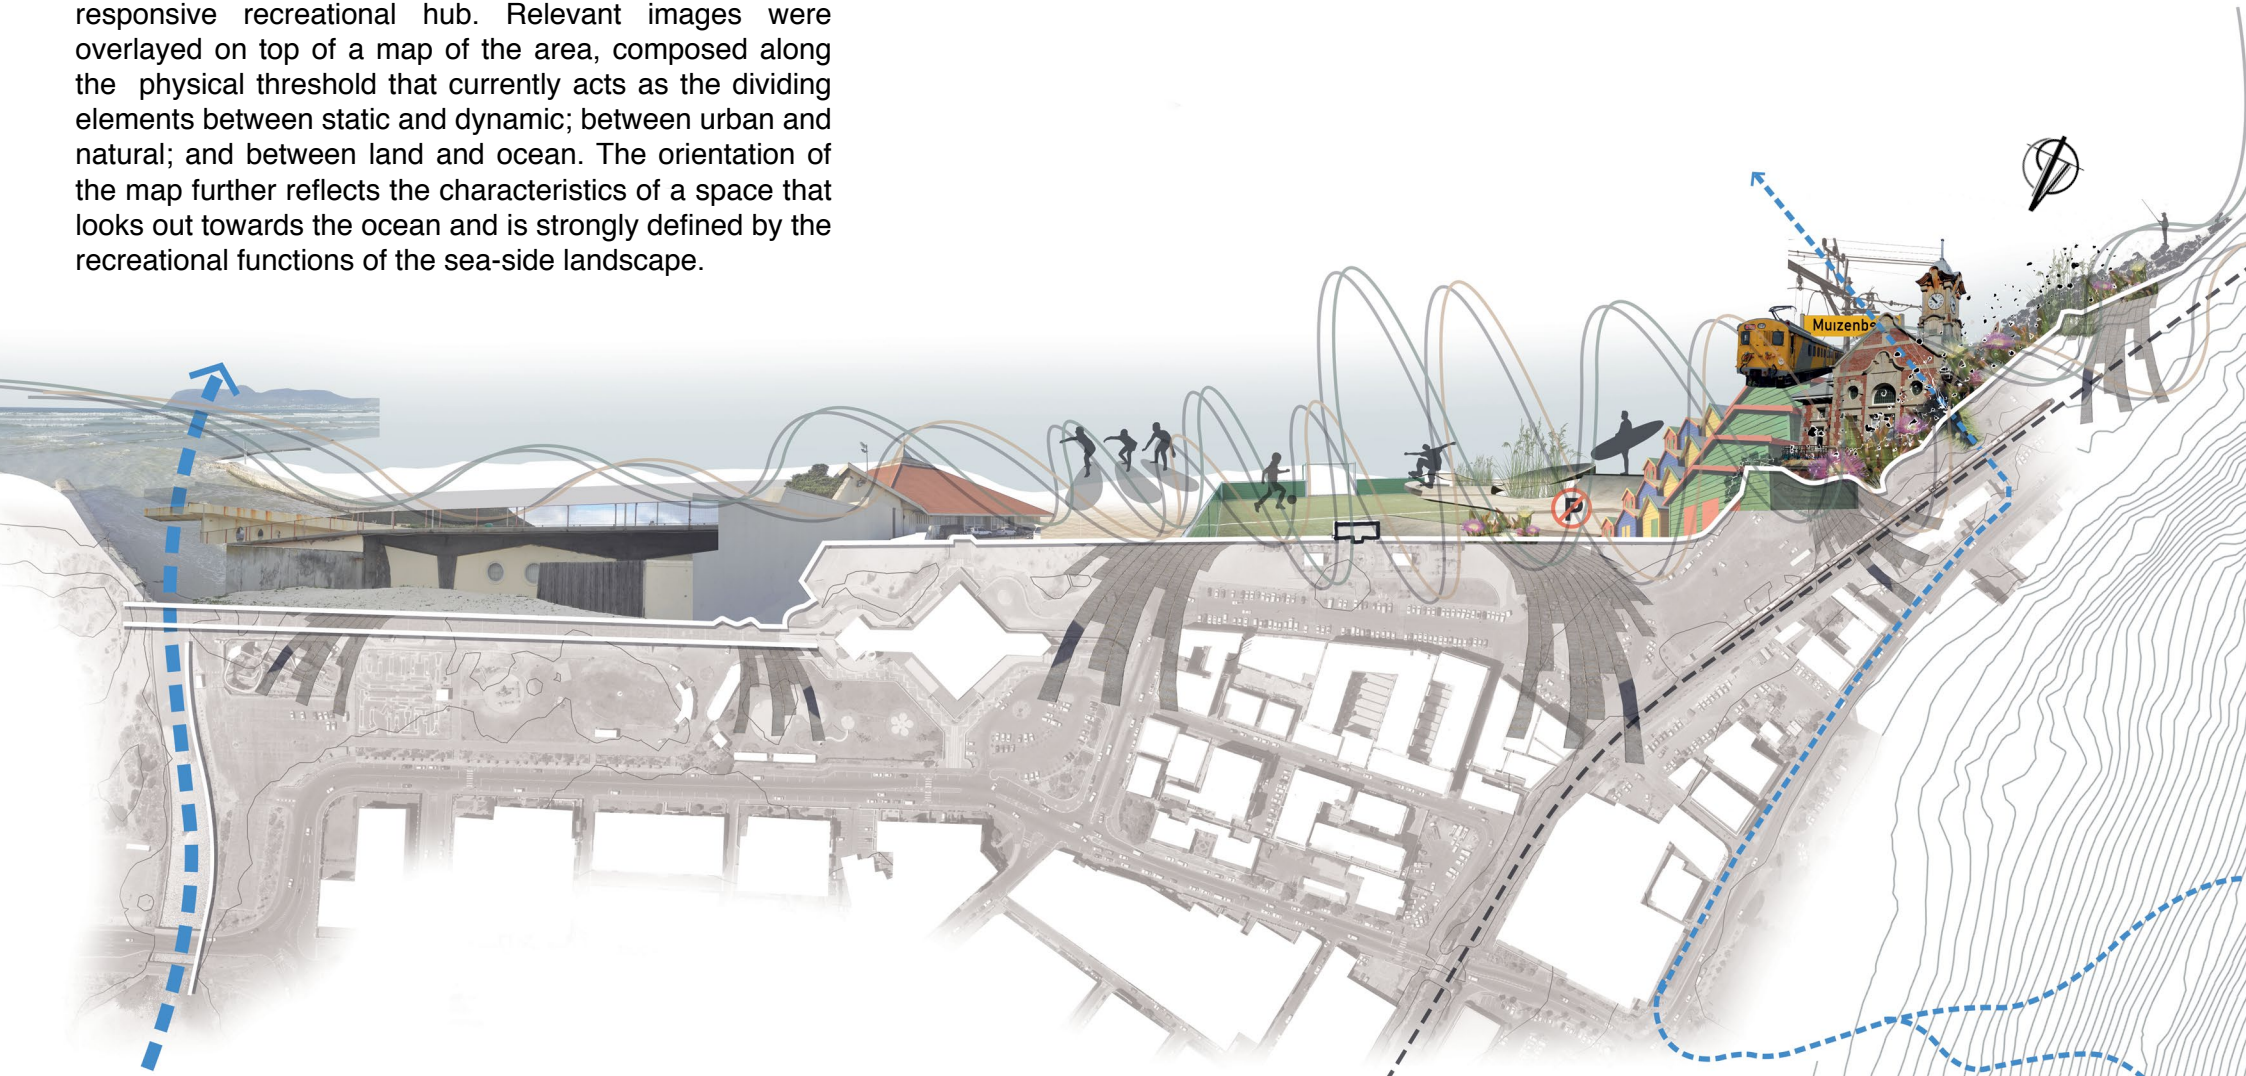 responsive recreational hub. Relevant images were
overlayed on top of a map of the area, composed along
the physical threshold that currently acts as the dividing
elements between static and dynamic; between urban and
natural; and between land and ocean. The orientation of
the map further reflects the characteristics of a space that
looks out towards the ocean and is strongly defined by the
recreational functions of the sea-side landscape.
Muizenbe
P